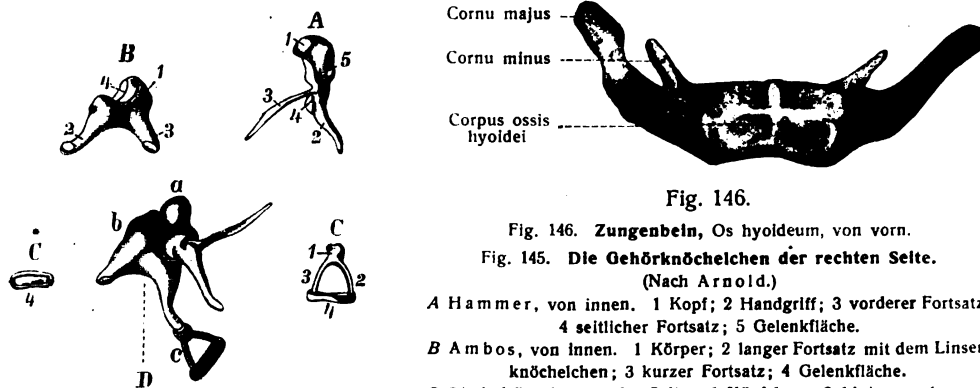 A
1
5
3
4
2
B
4
1
2
3
a
b
c
D
C
4
C
1
3
2
4
Cornu majus
Cornu minus
Corpus ossis
hyoidei
Fig. 146.
Fig. 146. Zungenbein, Os hyoideum, von vorn.
Fig. 145. Die Gehörknöchelchen der rechten Seite.
(Nach Arnold.)
A Hammer, von innen. 1 Kopf; 2 Handgriff; 3 vorderer Fortsatz
4 seitlicher Fortsatz; 5 Gelenkfläche.
B Ambos, von innen. 1 Körper; 2 langer Fortsatz mit dem Linsen
knöchelchen; 3 kurzer Fortsatz; 4 Gelenkfläche.